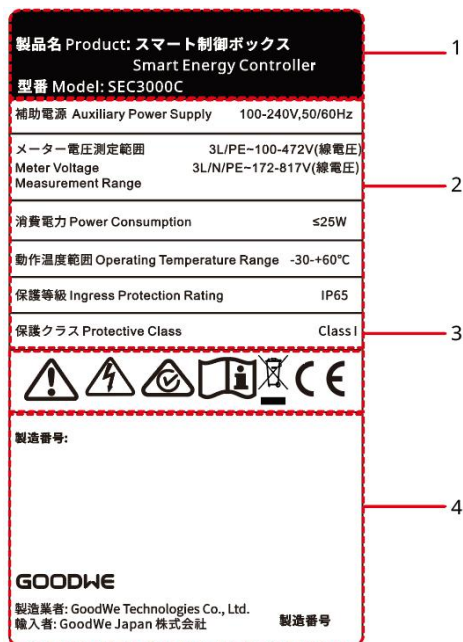 製品名 Product: スマート制御ボックス
Smart Energy Controller
型番 Model: SEC3000C
1
補助電源 Auxiliary Power Supply 100-240V,50/60Hz
メーター電圧測定範囲 3L/PE~100-472V(線電圧)
Meter Voltage 3L/N/PE~172-817V(線電圧)
Measurement Range
2
消費電力 Power Consumption ≤25W
動作温度範囲 Operating Temperature Range -30-+60℃
保護等級 Ingress Protection Rating IP65
保護クラス Protective Class Class I
3
CE
製造番号:
4
GOODWE
製造業者: GoodWe Technologies Co., Ltd.
輸入者: GoodWe Japan 株式会社 製造番号